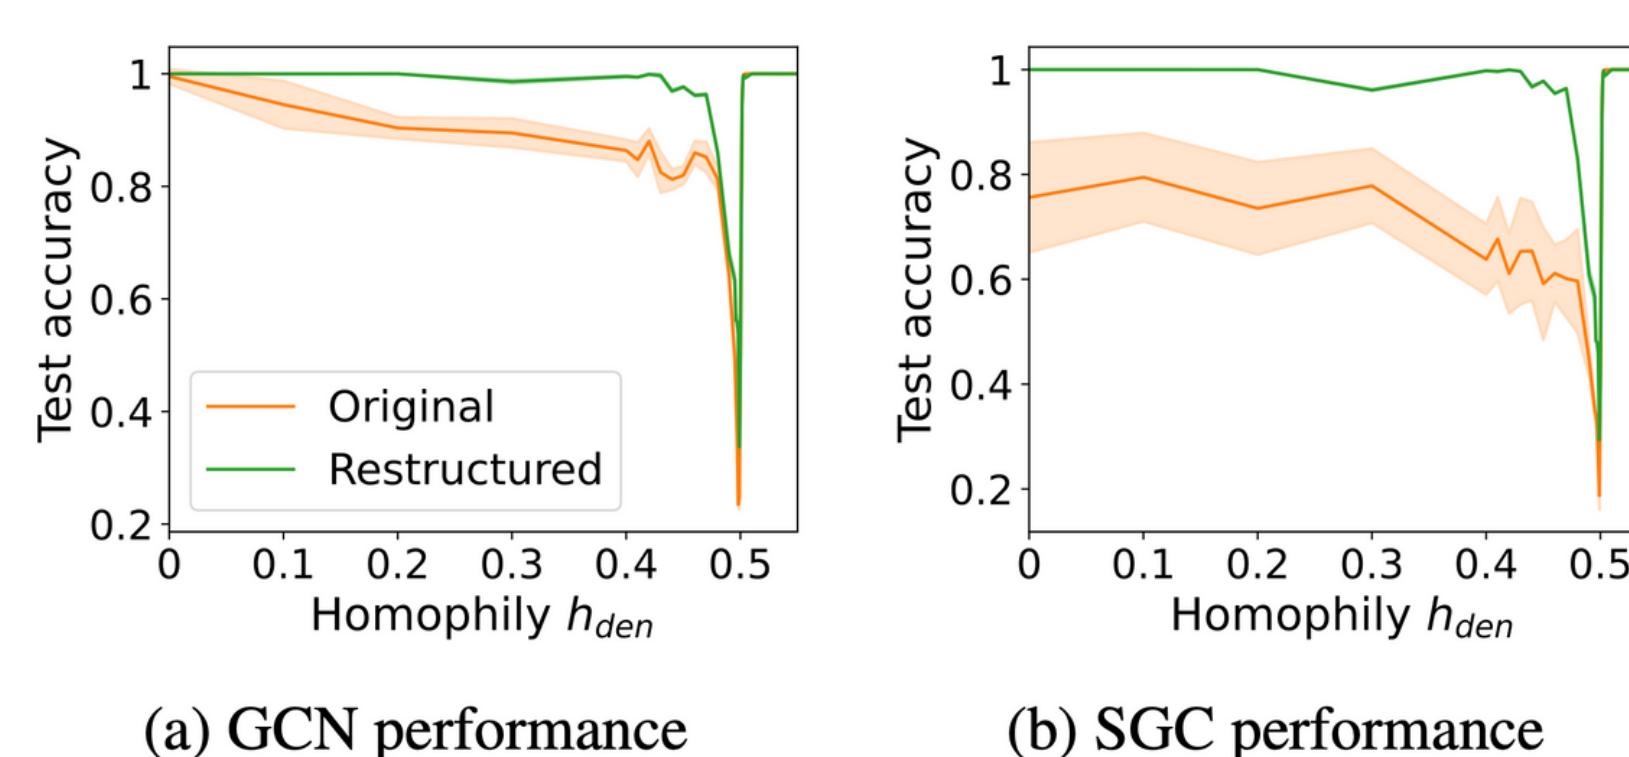 1
0.8
0.6
0.4
0.2
Test accuracy
Original
Restructured
0 0.1 0.2 0.3 0.4 0.5
Homophily h_den
(a) GCN performance
1
0.8
0.6
0.4
0.2
Test accuracy
0 0.1 0.2 0.3 0.4 0.5
Homophily h_den
(b) SGC performance